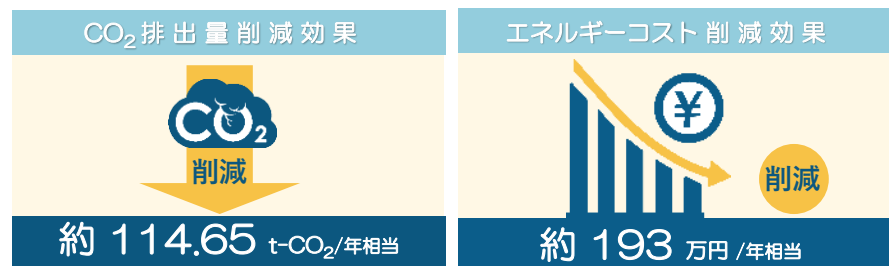 CO₂排出量削減効果
CO₂
削減
約 114.65 t-CO₂/年相当
エネルギーコスト削減効果
¥
削減
約 193 万円 /年相当